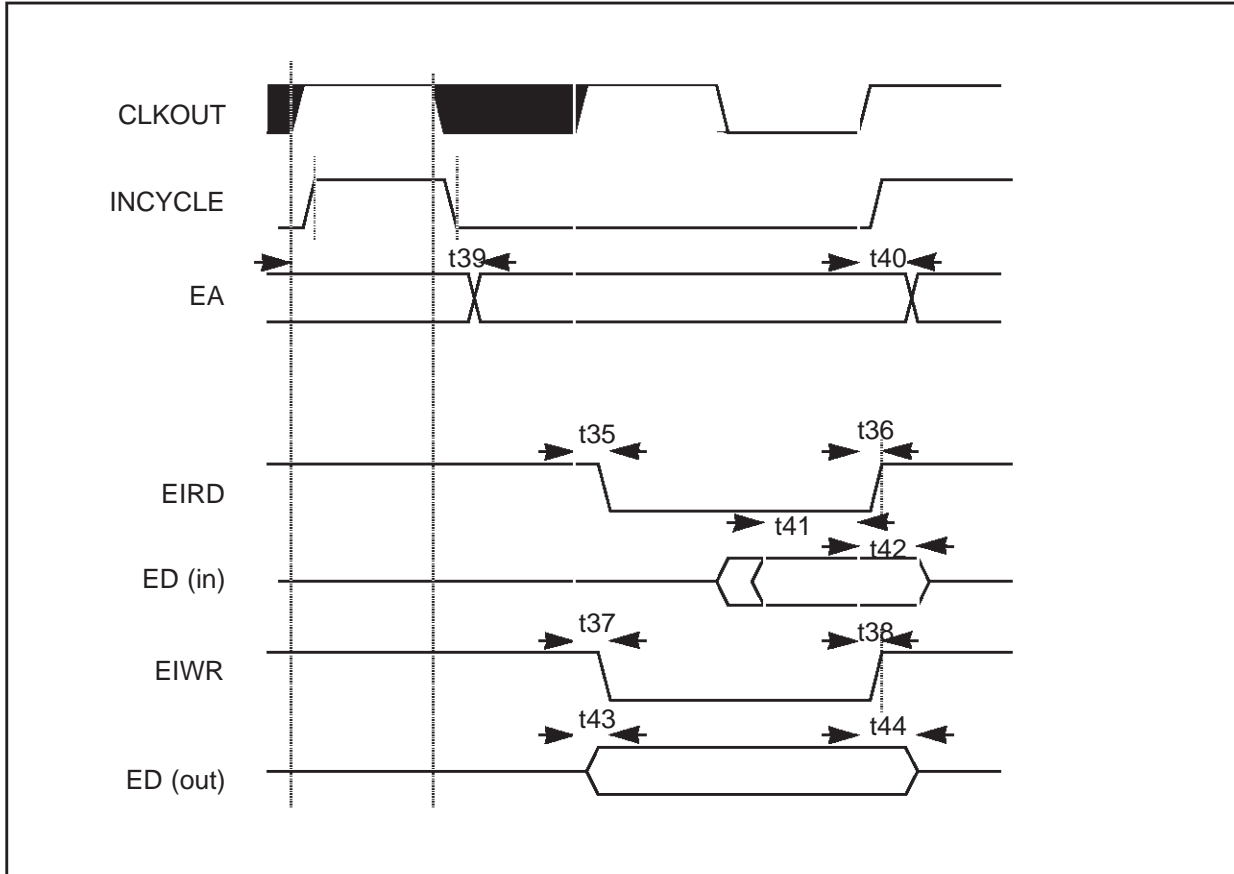 CLKOUT
INCYCLE
t39
t40
EA
t35
t36
EIRD
t41
t42
ED (in)
t37
t38
EIWR
t43
t44
ED (out)